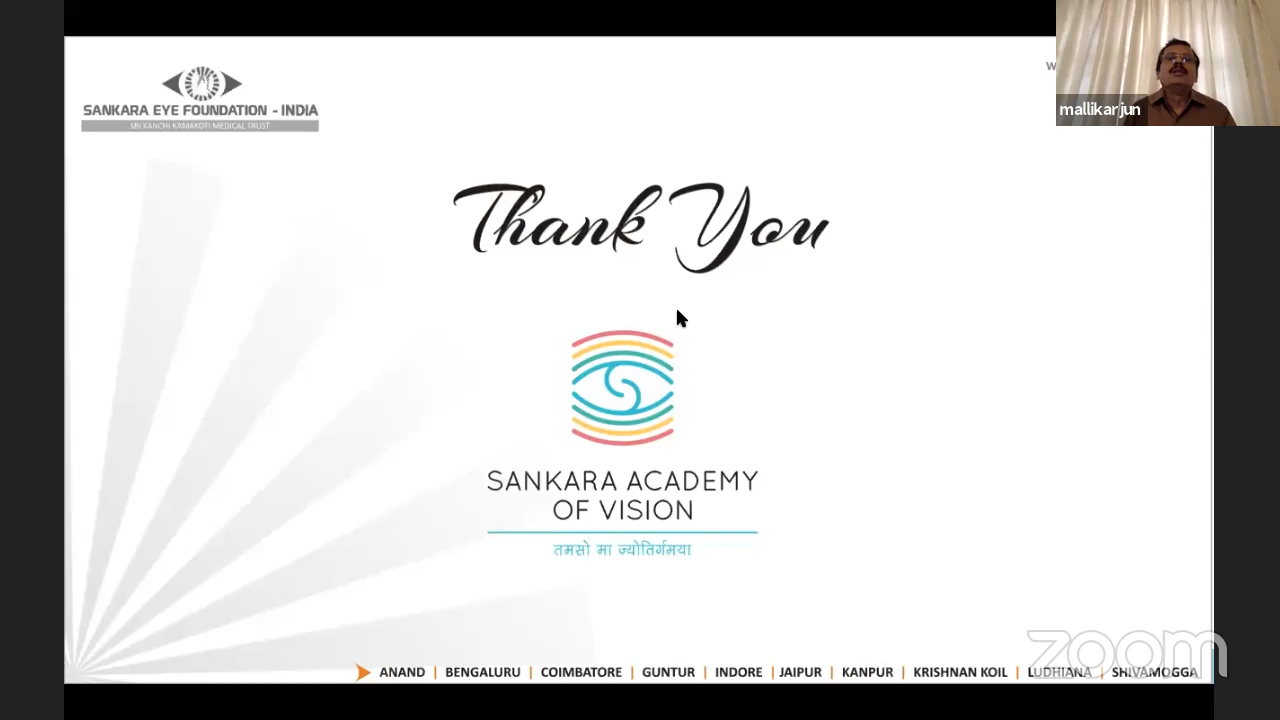 SANKARA EYE FOUNDATION - INDIA
SRI KANCHI KAMAKOTI MEDICAL TRUST
mallikarjun
Thank You
SANKARA ACADEMY
OF VISION
तमसो मा ज्योतिर्गमया
zoom
ANAND | BENGALURU | COIMBATORE | GUNTUR | INDORE | JAIPUR | KANPUR | KRISHNAN KOIL | LUDHIANA | SHIVAMOGGA